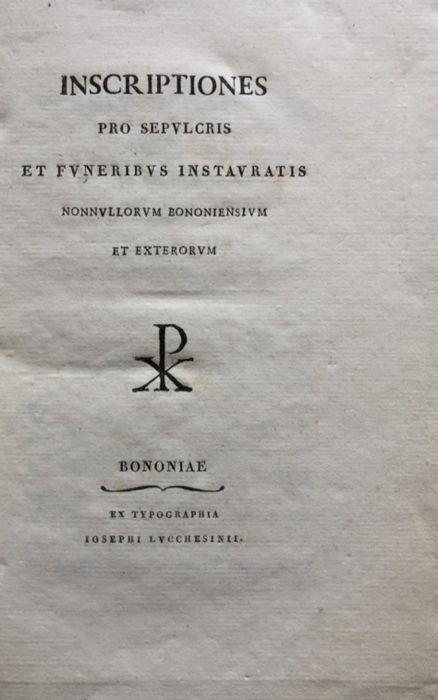 INSCRIPTIONES
PRO SEPVLCRIS
ET FVNERIBVS INSTAVRATIS
NONNVLLORVM BONONIENSIVM
ET EXTERORVM
BONONIAE
EX TYPOGRAPHIA
IOSEPHI LVCCHESINII.